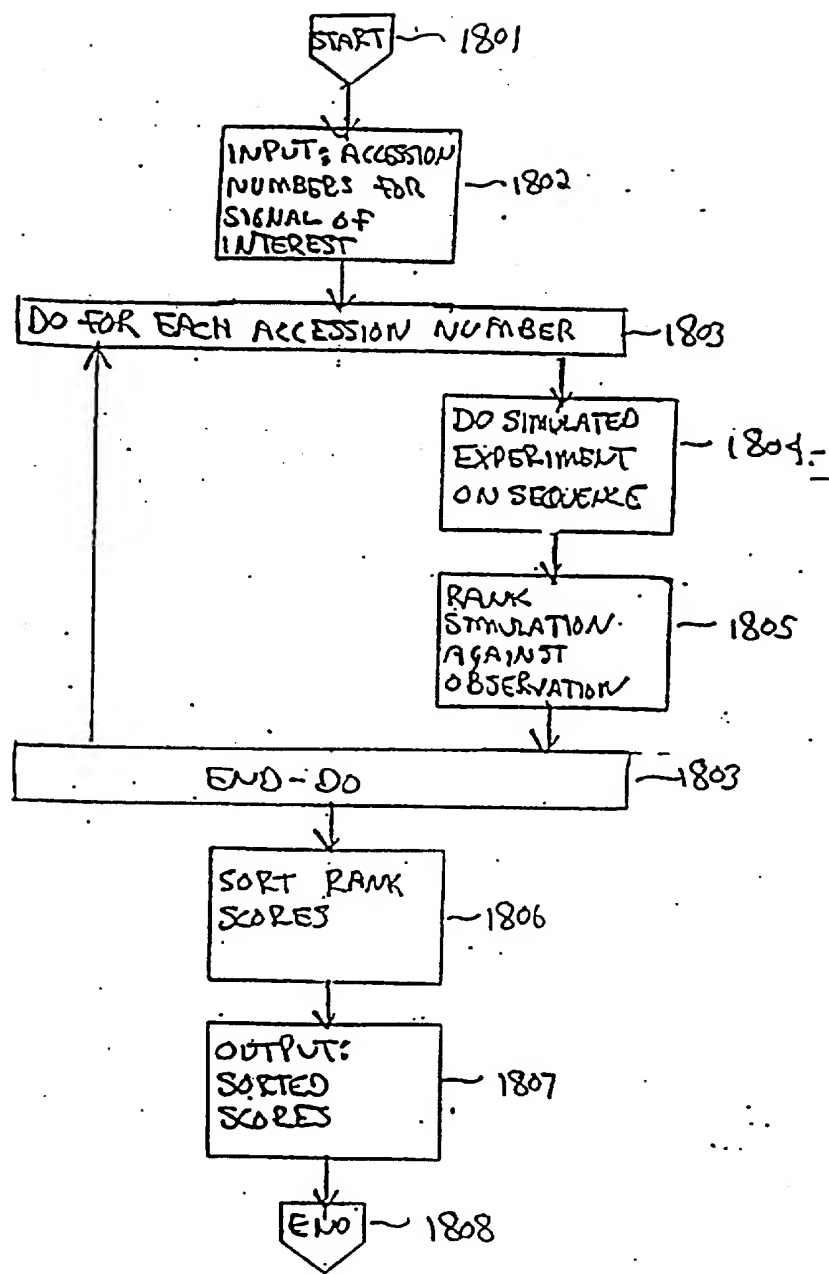 START 1801
INPUT: ACCESSION
NUMBERS FOR
SIGNAL OF
INTEREST
1802
DO FOR EACH ACCESSION NUMBER 1803
DO SIMULATED
EXPERIMENT
ON SEQUENCE
1804
RANK
SIMULATION
AGAINST
OBSERVATION
1805
END-DO 1803
SORT RANK
SCORES
1806
OUTPUT:
SORTED
SCORES
1807
END 1808